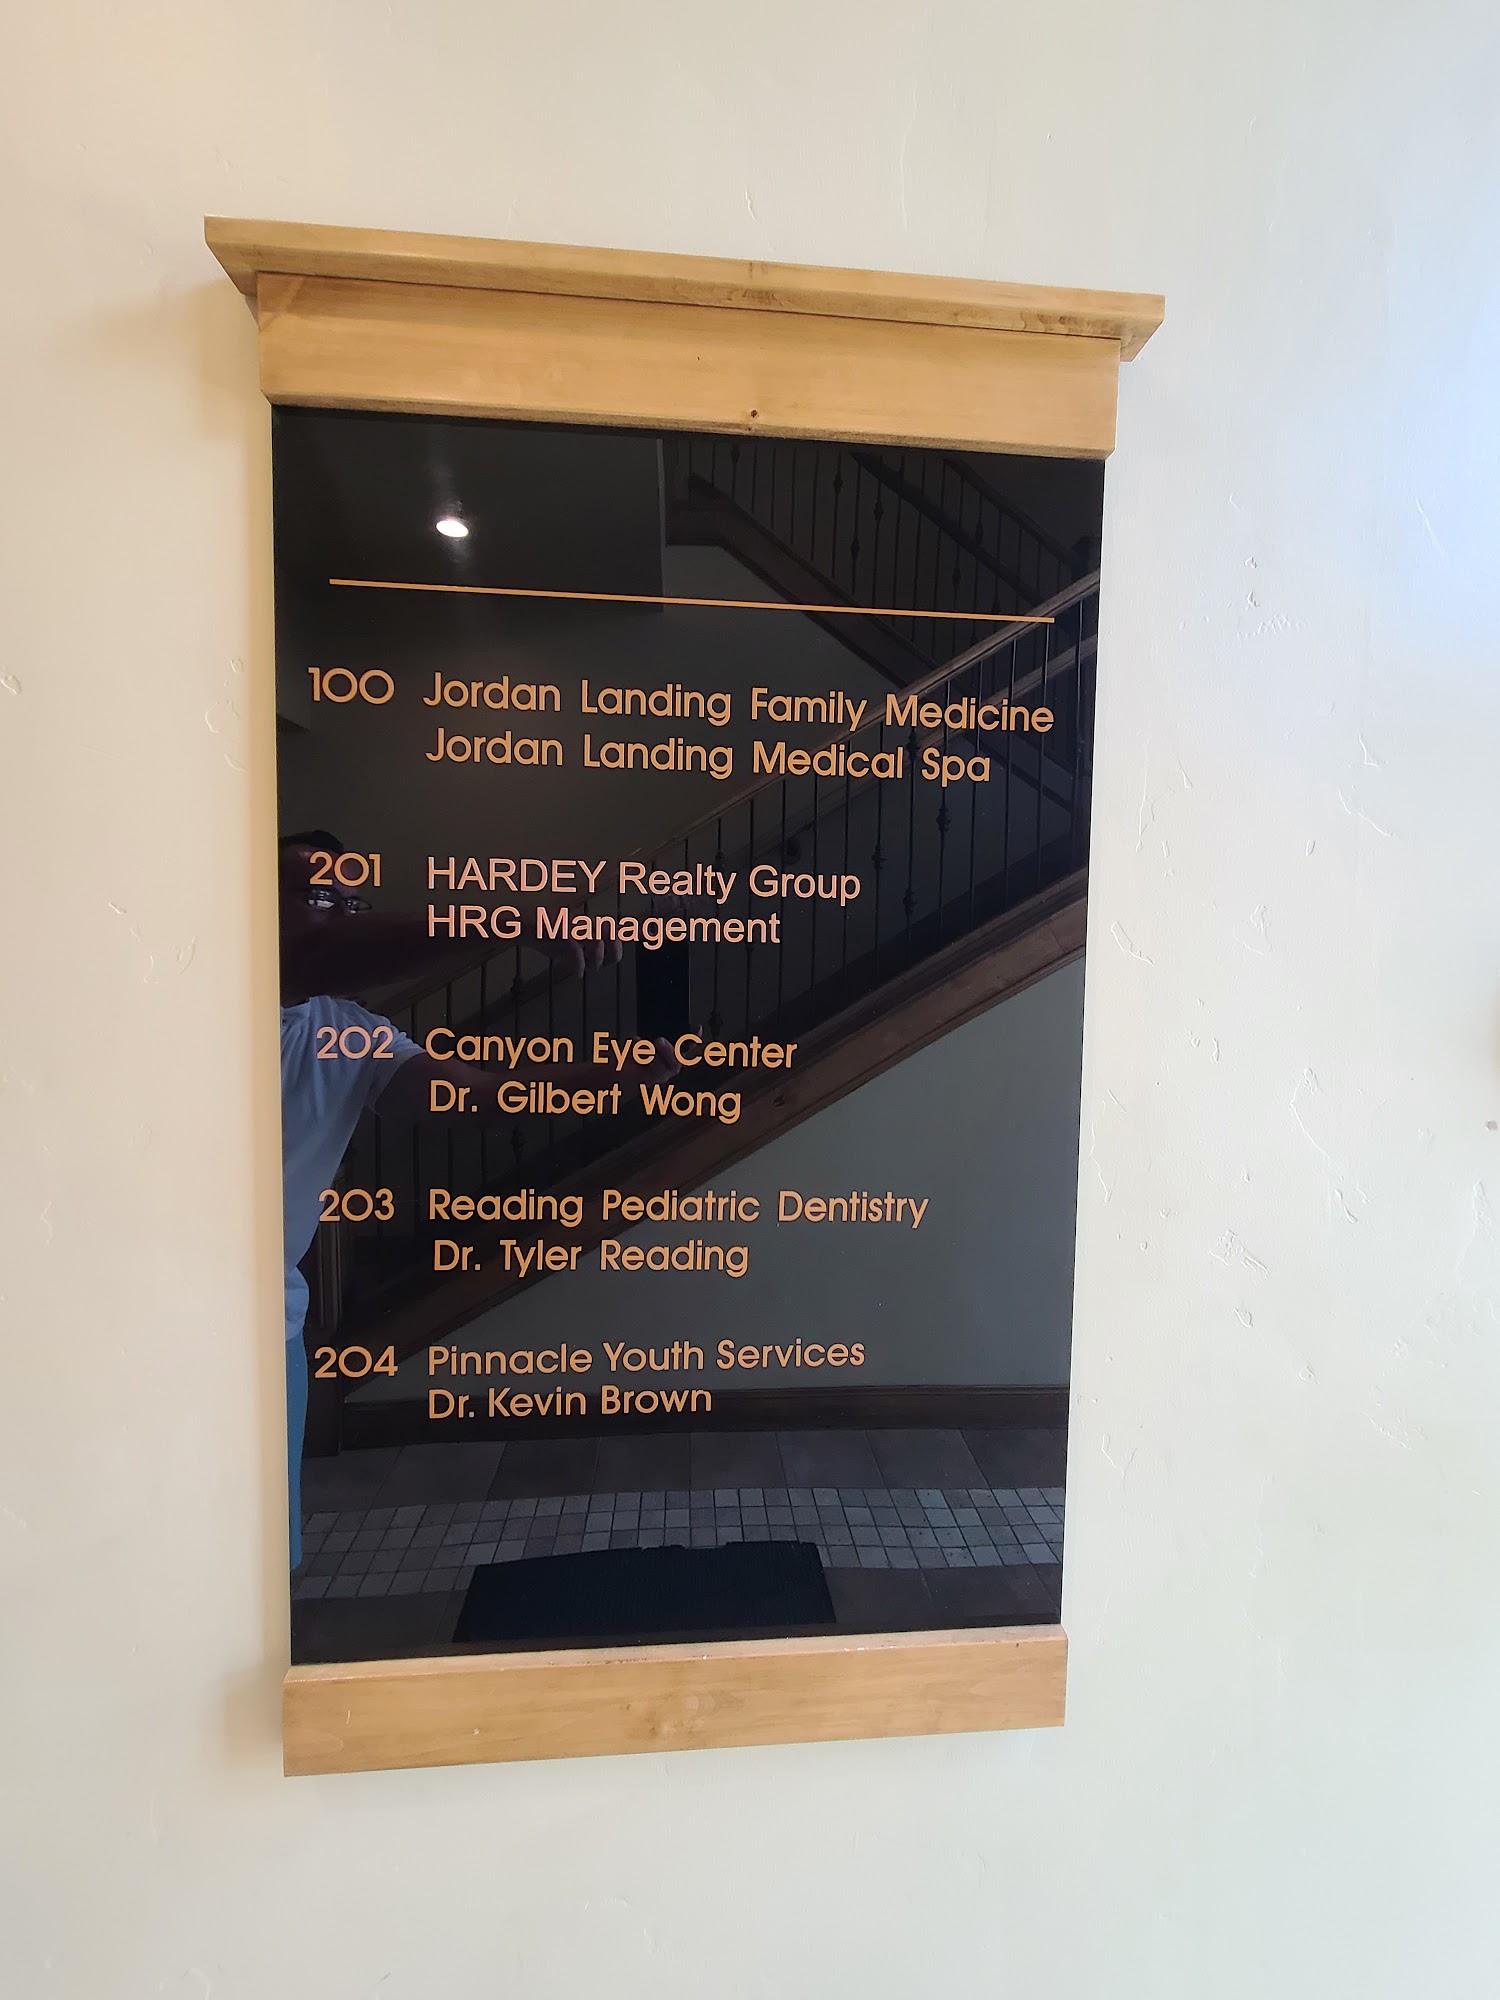 100 Jordan Landing Family Medicine
Jordan Landing Medical Spa
201 HARDEY Realty Group
HRG Management
202 Canyon Eye Center
Dr. Gilbert Wong
203 Reading Pediatric Dentistry
Dr. Tyler Reading
204 Pinnacle Youth Services
Dr. Kevin Brown